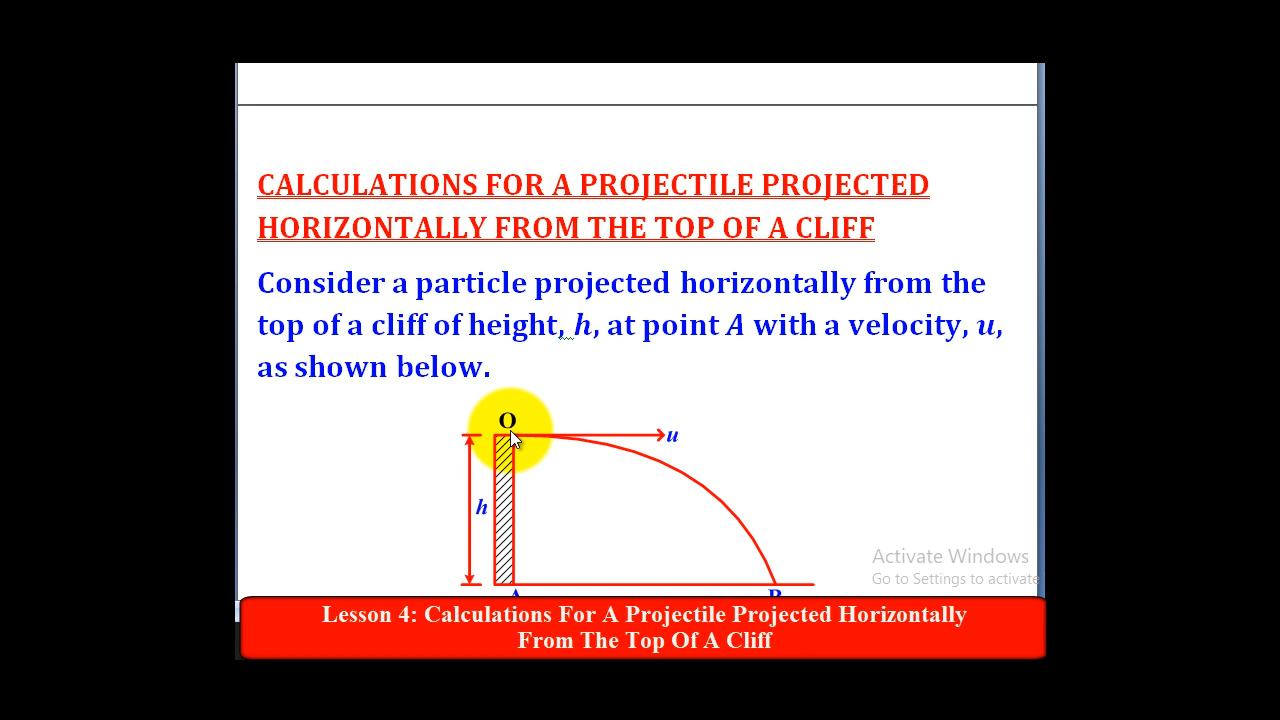 CALCULATIONS FOR A PROJECTILE PROJECTED
HORIZONTALLY FROM THE TOP OF A CLIFF
Consider a particle projected horizontally from the
top of a cliff of height, h, at point A with a velocity, u,
as shown below.
O
u
h
A
B
Activate Windows
Go to Settings to activate
Lesson 4: Calculations For A Projectile Projected Horizontally
From The Top Of A Cliff